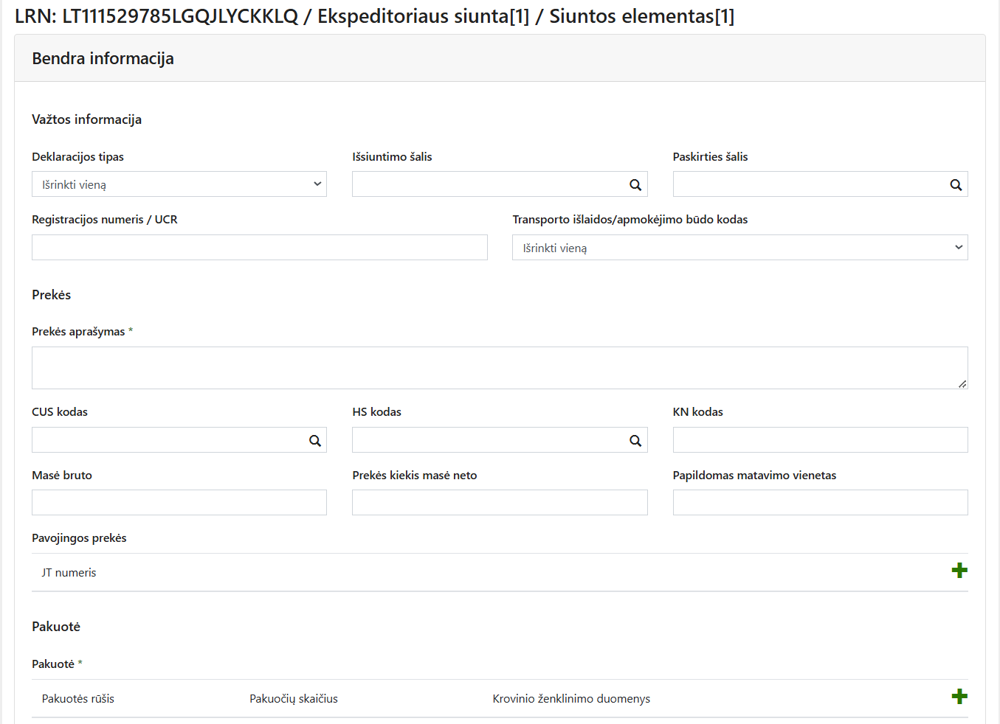 LRN: LT111529785LGQJLYCKKLQ / Ekspeditoriaus siunta[1] / Siuntos elementas[1]
Bendra informacija
Važtos informacija
Deklaracijos tipas
Išsiuntimo šalis
Paskirties šalis
Išrinkti vieną
Registracijos numeris / UCR
Transporto išlaidos/apmokėjimo būdo kodas
Išrinkti vieną
Prekės
Prekės aprašymas *
CUS kodas
HS kodas
KN kodas
Masė bruto
Prekės kiekis masė neto
Papildomas matavimo vienetas
Pavojingos prekės
JT numeris
Pakuotė
Pakuotė *
Pakuotės rūšis
Pakuočių skaičius
Krovinio ženklinimo duomenys